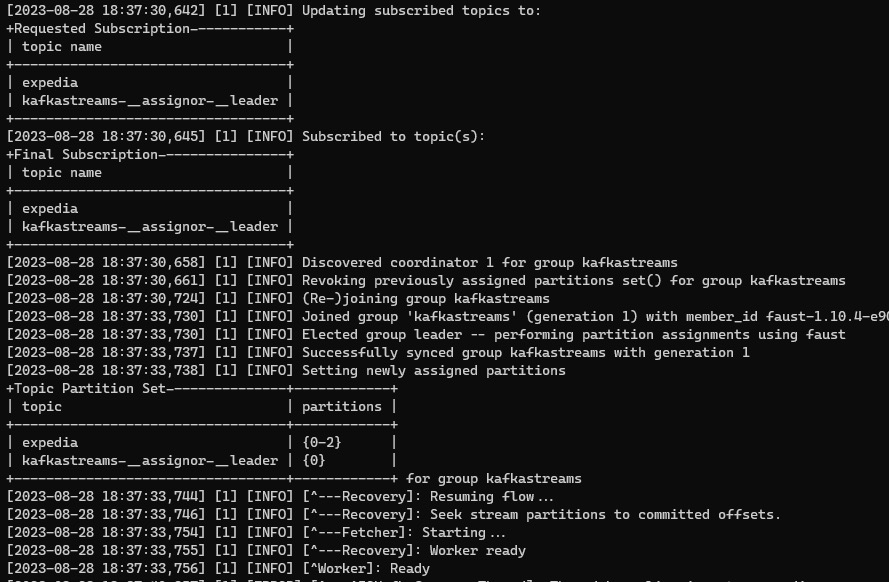 [2023-08-28 18:37:30,642] [1] [INFO] Updating subscribed topics to:
+Requested Subscription-----------+
| topic name                       |
+----------------------------------+
| expedia                          |
| kafkastreams-__assignor-__leader |
+----------------------------------+
[2023-08-28 18:37:30,645] [1] [INFO] Subscribed to topic(s):
+Final Subscription---------------+
| topic name                       |
+----------------------------------+
| expedia                          |
| kafkastreams-__assignor-__leader |
+----------------------------------+
[2023-08-28 18:37:30,658] [1] [INFO] Discovered coordinator 1 for group kafkastreams
[2023-08-28 18:37:30,661] [1] [INFO] Revoking previously assigned partitions set() for group kafkastreams
[2023-08-28 18:37:30,724] [1] [INFO] (Re-)joining group kafkastreams
[2023-08-28 18:37:33,730] [1] [INFO] Joined group 'kafkastreams' (generation 1) with member_id faust-1.10.4-e90
[2023-08-28 18:37:33,730] [1] [INFO] Elected group leader -- performing partition assignments using faust
[2023-08-28 18:37:33,737] [1] [INFO] Successfully synced group kafkastreams with generation 1
[2023-08-28 18:37:33,738] [1] [INFO] Setting newly assigned partitions
+Topic Partition Set---------------+------------+
| topic                            | partitions |
+----------------------------------+------------+
| expedia                          | {0-2}      |
| kafkastreams-__assignor-__leader | {0}        |
+----------------------------------+------------+ for group kafkastreams
[2023-08-28 18:37:33,744] [1] [INFO] [^---Recovery]: Resuming flow...
[2023-08-28 18:37:33,746] [1] [INFO] [^---Recovery]: Seek stream partitions to committed offsets.
[2023-08-28 18:37:33,754] [1] [INFO] [^---Fetcher]: Starting...
[2023-08-28 18:37:33,755] [1] [INFO] [^---Recovery]: Worker ready
[2023-08-28 18:37:33,756] [1] [INFO] [^Worker]: Ready